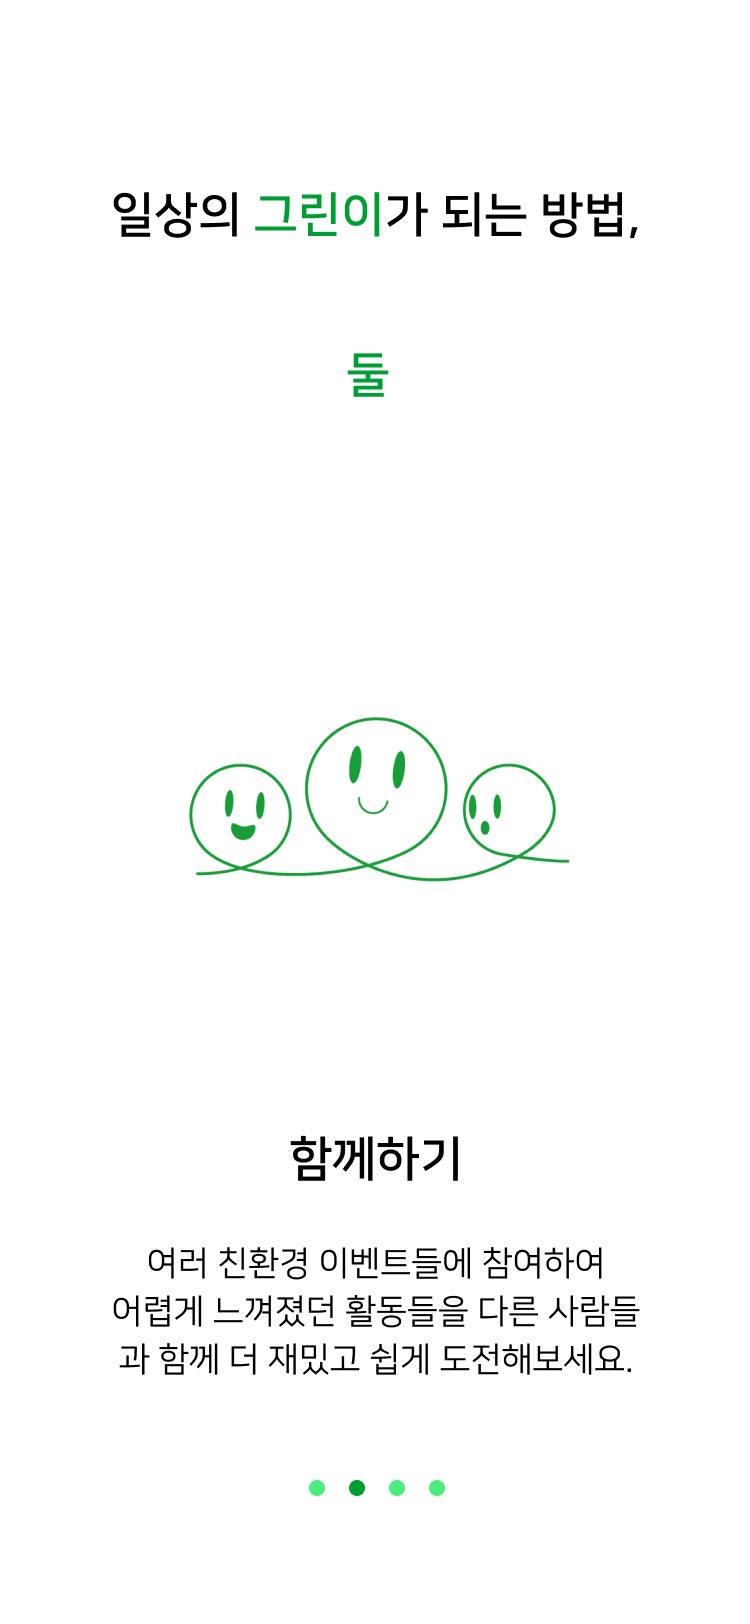 일상의 그린이가 되는 방법,
둘
함께하기
여러 친환경 이벤트들에 참여하여
어렵게 느껴졌던 활동들을 다른 사람들
과 함께 더 재밌고 쉽게 도전해보세요.